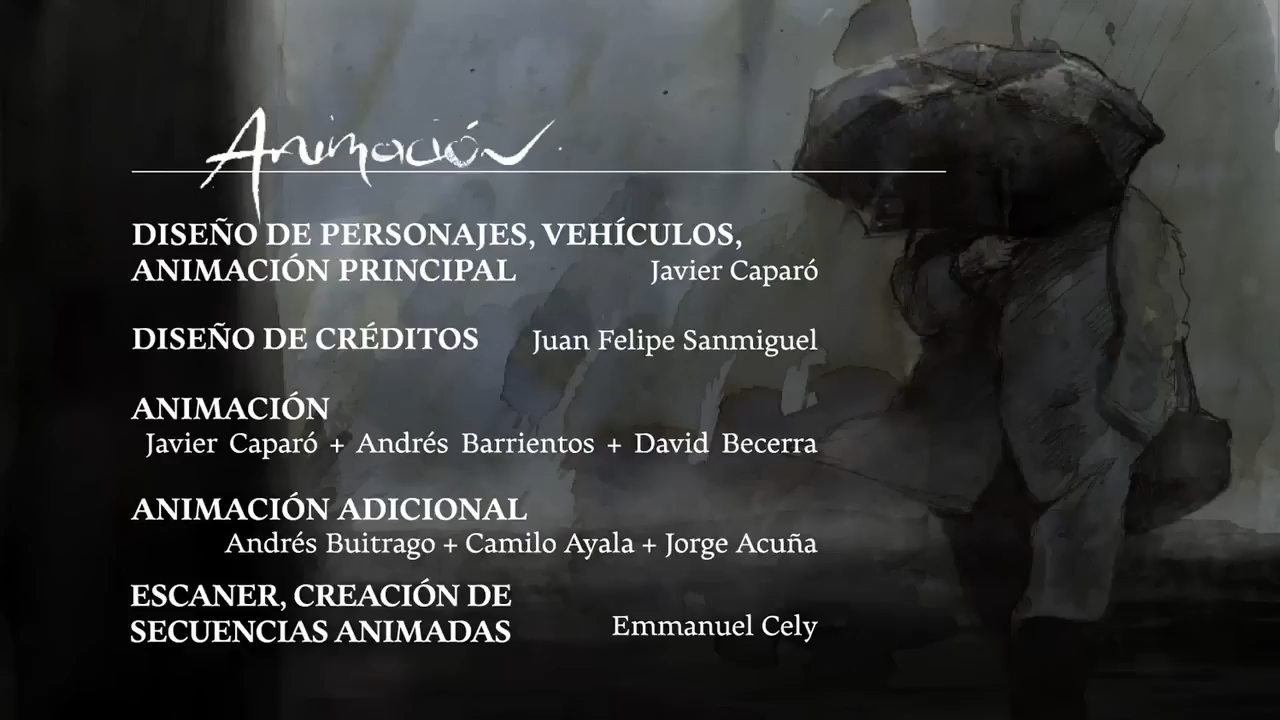 Animación
DISEÑO DE PERSONAJES, VEHÍCULOS,
ANIMACIÓN PRINCIPAL Javier Caparó
DISEÑO DE CRÉDITOS Juan Felipe Sanmiguel
ANIMACIÓN
Javier Caparó + Andrés Barrientos + David Becerra
ANIMACIÓN ADICIONAL
Andrés Buitrago + Camilo Ayala + Jorge Acuña
ESCANER, CREACIÓN DE
SECUENCIAS ANIMADAS Emmanuel Cely